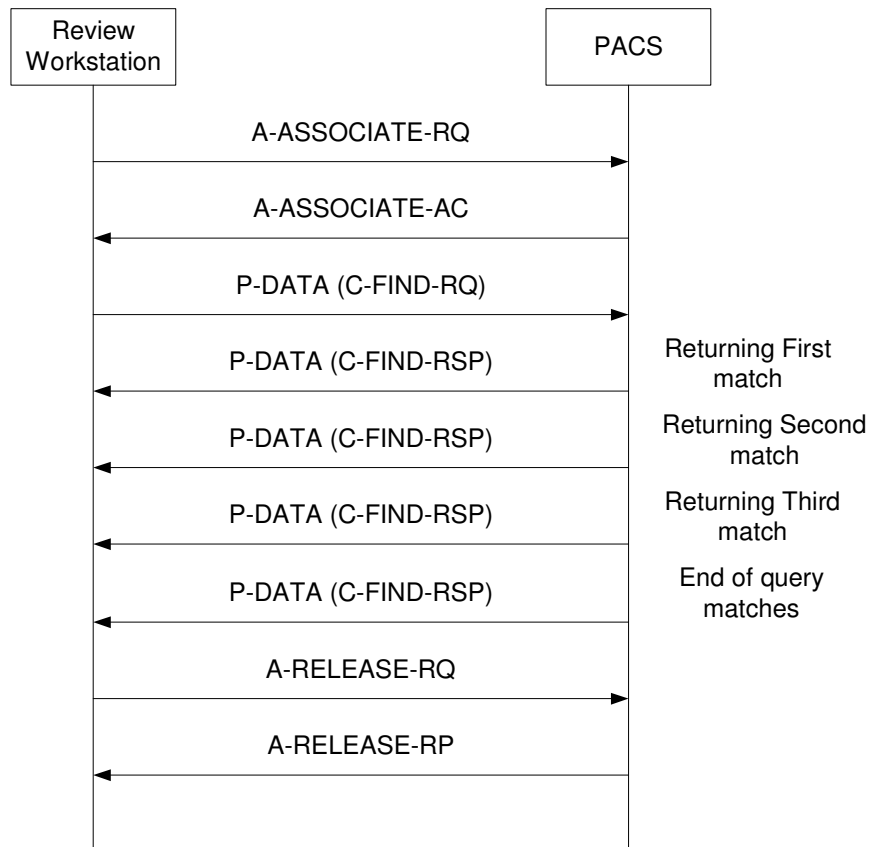 Review
Workstation
PACS
A-ASSOCIATE-RQ
A-ASSOCIATE-AC
P-DATA (C-FIND-RQ)
P-DATA (C-FIND-RSP)
Returning First
match
P-DATA (C-FIND-RSP)
Returning Second
match
P-DATA (C-FIND-RSP)
Returning Third
match
P-DATA (C-FIND-RSP)
End of query
matches
A-RELEASE-RQ
A-RELEASE-RP